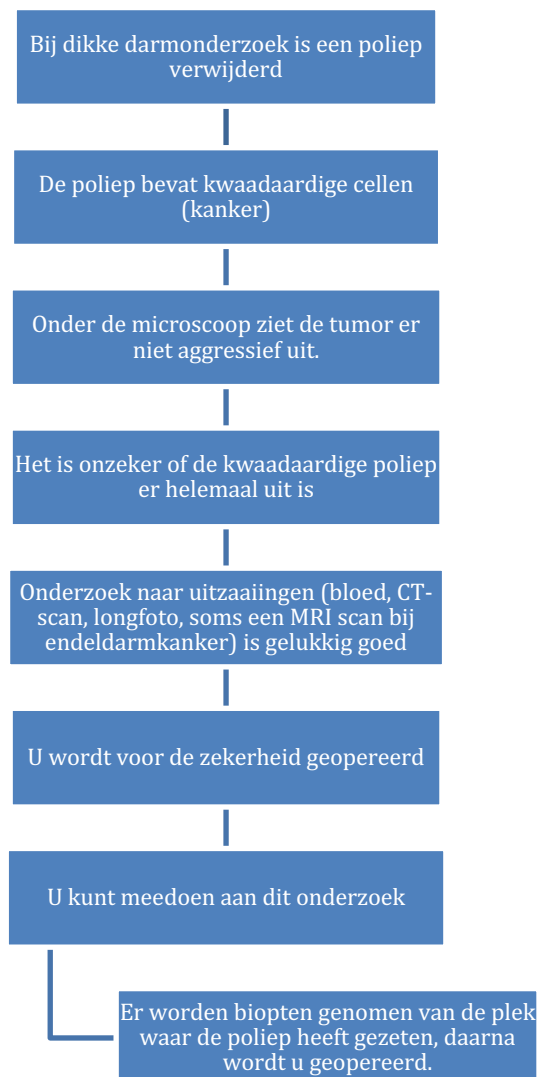 Bij dikke darmonderzoek is een poliep
verwijderd
De poliep bevat kwaadaardige cellen
(kanker)
Onder de microscoop ziet de tumor er
niet aggressief uit.
Het is onzeker of de kwaadaardige poliep
er helemaal uit is
Onderzoek naar uitzaaiingen (bloed, CT-
scan, longfoto, soms een MRI scan bij
endeldarmkanker) is gelukkig goed
U wordt voor de zekerheid geopereerd
U kunt meedoen aan dit onderzoek
Er worden biopten genomen van de plek
waar de poliep heeft gezeten, daarna
wordt u geopereerd.